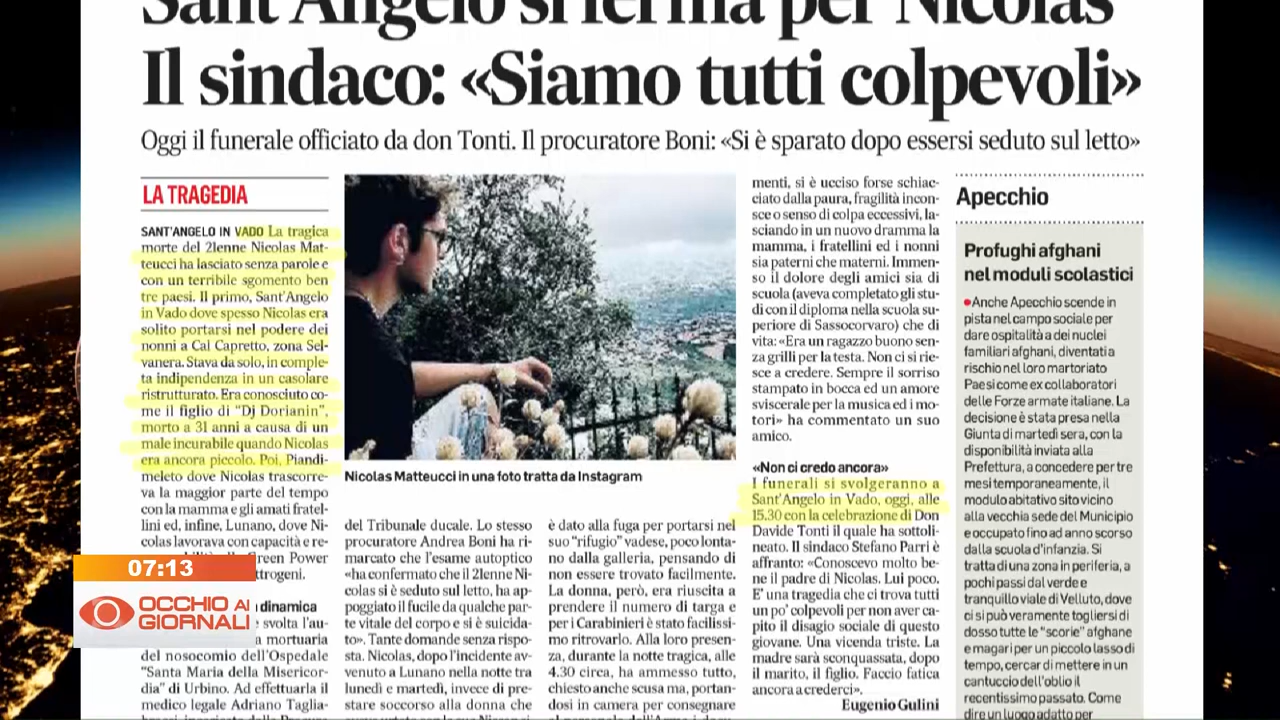 Sant'Angelo si ferma per Nicolas
Il sindaco: «Siamo tutti colpevoli»
Oggi il funerale officiato da don Tonti. Il procuratore Boni: «Si è sparato dopo essersi seduto sul letto»
LA TRAGEDIA
SANT'ANGELO IN VADO La tragica
morte del 21enne Nicolas Mat-
teucci ha lasciato senza parole e
con un terribile sgomento ben
tre paesi. Il primo, Sant'Angelo
in Vado dove spesso Nicolas era
solito portarsi nel podere dei
nonni a Cal Capretto, zona Sel-
vanera. Stava da solo, in comple-
ta indipendenza in un casolare
ristrutturato. Era conosciuto co-
me il figlio di "Dj Dorianin",
morto a 31 anni a causa di un
male incurabile quando Nicolas
era ancora piccolo. Poi, Piandi-
meleto dove Nicolas trascorre-
va la maggior parte del tempo
con la mamma e gli amati fratel-
lini ed, infine, Lunano, dove Ni-
colas lavorava con capacità e re-
Green Power
dinamica
svolta l'au-
a mortuaria
del nosocomio dell'Ospedale
"Santa Maria della Misericor-
dia" di Urbino. Ad effettuarla il
medico legale Adriano Taglia-
Nicolas Matteucci in una foto tratta da Instagram
del Tribunale ducale. Lo stesso
procuratore Andrea Boni ha ri-
marcato che l'esame autoptico
«ha confermato che il 21enne Ni-
colas si è seduto sul letto, ha ap-
poggiato il fucile da qualche par-
te vitale del corpo e si è suicida-
to». Tante domande senza rispo-
sta. Nicolas, dopo l'incidente av-
venuto a Lunano nella notte tra
lunedì e martedì, invece di pre-
stare soccorso alla donna che
è dato alla fuga per portarsi nel
suo "rifugio" vadese, poco lonta-
no dalla galleria, pensando di
non essere trovato facilmente.
La donna, però, era riuscita a
prendere il numero di targa e
per i Carabinieri è stato facilissi-
mo ritrovarlo. Alla loro presen-
za, durante la notte tragica, alle
4.30 circa, ha ammesso tutto,
chiesto anche scusa ma, portan-
dosi in camera per consegnare
menti, si è ucciso forse schiac-
ciato dalla paura, fragilità incon-
sce o senso di colpa eccessivi, la-
sciando in un nuovo dramma la
mamma, i fratellini ed i nonni
sia paterni che materni. Immen-
so il dolore degli amici sia di
scuola (aveva completato gli stu-
di con il diploma nella scuola su-
periore di Sassocorvaro) che di
vita: «Era un ragazzo buono sen-
za grilli per la testa. Non ci si rie-
sce a credere. Sempre il sorriso
stampato in bocca ed un amore
sviscerale per la musica ed i mo-
tori» ha commentato un suo
amico.
«Non ci credo ancora»
I funerali si svolgeranno a
Sant'Angelo in Vado, oggi, alle
15.30 con la celebrazione di Don
Davide Tonti il quale ha sottoli-
neato. Il sindaco Stefano Parri è
affranto: «Conoscevo molto be-
ne il padre di Nicolas. Lui poco.
E' una tragedia che ci trova tutti
un po' colpevoli per non aver ca-
pito il disagio sociale di questo
giovane. Una vicenda triste. La
madre sarà sconquassata, dopo
il marito, il figlio. Faccio fatica
ancora a crederci».
Eugenio Gulini
Apecchio
Profughi afghani
nel moduli scolastici
●Anche Apecchio scende in
pista nel campo sociale per
dare ospitalità a dei nuclei
familiari afghani, diventati a
rischio nel loro martoriato
Paesi come ex collaboratori
delle Forze armate italiane. La
decisione è stata presa nella
Giunta di martedì sera, con la
disponibilità inviata alla
Prefettura, a concedere per tre
mesi temporaneamente, il
modulo abitativo sito vicino
alla vecchia sede del Municipio
e occupato fino ad anno scorso
dalla scuola d'infanzia. Si
tratta di una zona in periferia, a
pochi passi dal verde e
tranquillo viale di Velluto, dove
ci si può veramente togliersi di
dosso tutte le "scorie" afghane
e magari per un piccolo lasso di
tempo, cercar di mettere in un
cantuccio dell'oblio il
recentissimo passato. Come
dire un luogo adatto per
07:13
OCCHIO AI
GIORNALI